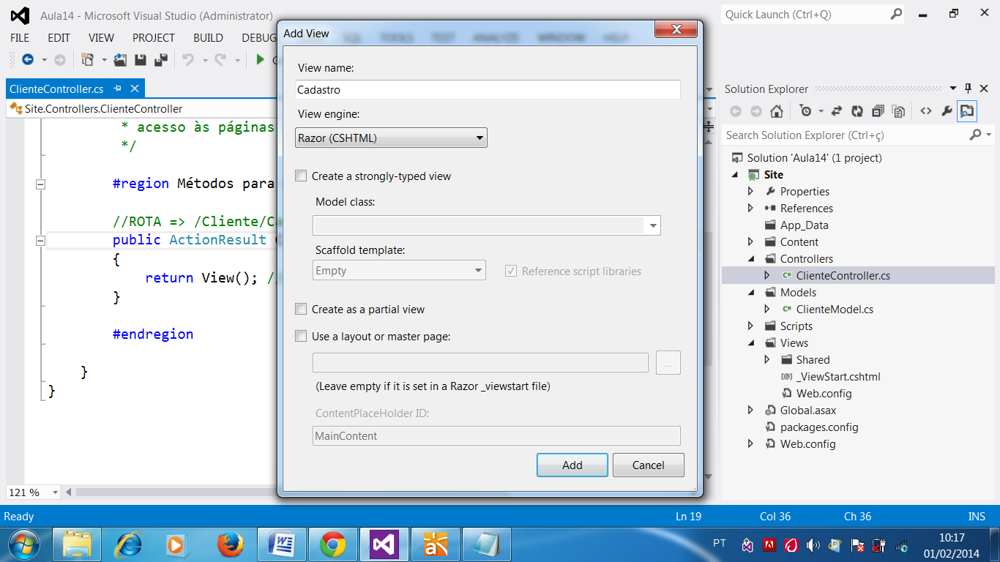 Aula14 - Microsoft Visual Studio (Administrator)
Quick Launch (Ctrl+Q)
FILE EDIT VIEW PROJECT BUILD DEBUG SQL TOOLS TEST ANALYZE WINDOW HELP
ClienteController.cs
Site.Controllers.ClienteController
* acesso às páginas
*/
#region Métodos para
//ROTA => /Cliente/Ca
public ActionResult C
{
return View(); //
}
#endregion
}
}
121 %
Add View
View name:
Cadastro
View engine:
Razor (CSHTML)
Create a strongly-typed view
Model class:
Scaffold template:
Empty
Reference script libraries
Create as a partial view
Use a layout or master page:
...
(Leave empty if it is set in a Razor _viewstart file)
ContentPlaceHolder ID:
MainContent
Add Cancel
Solution Explorer
Search Solution Explorer (Ctrl+ç)
Solution 'Aula14' (1 project)
Site
Properties
References
App_Data
Content
Controllers
ClienteController.cs
Models
ClienteModel.cs
Scripts
Views
Shared
_ViewStart.cshtml
Web.config
Global.asax
packages.config
Web.config
Ready Ln 19 Col 36 Ch 36 INS
PT
10:17
01/02/2014